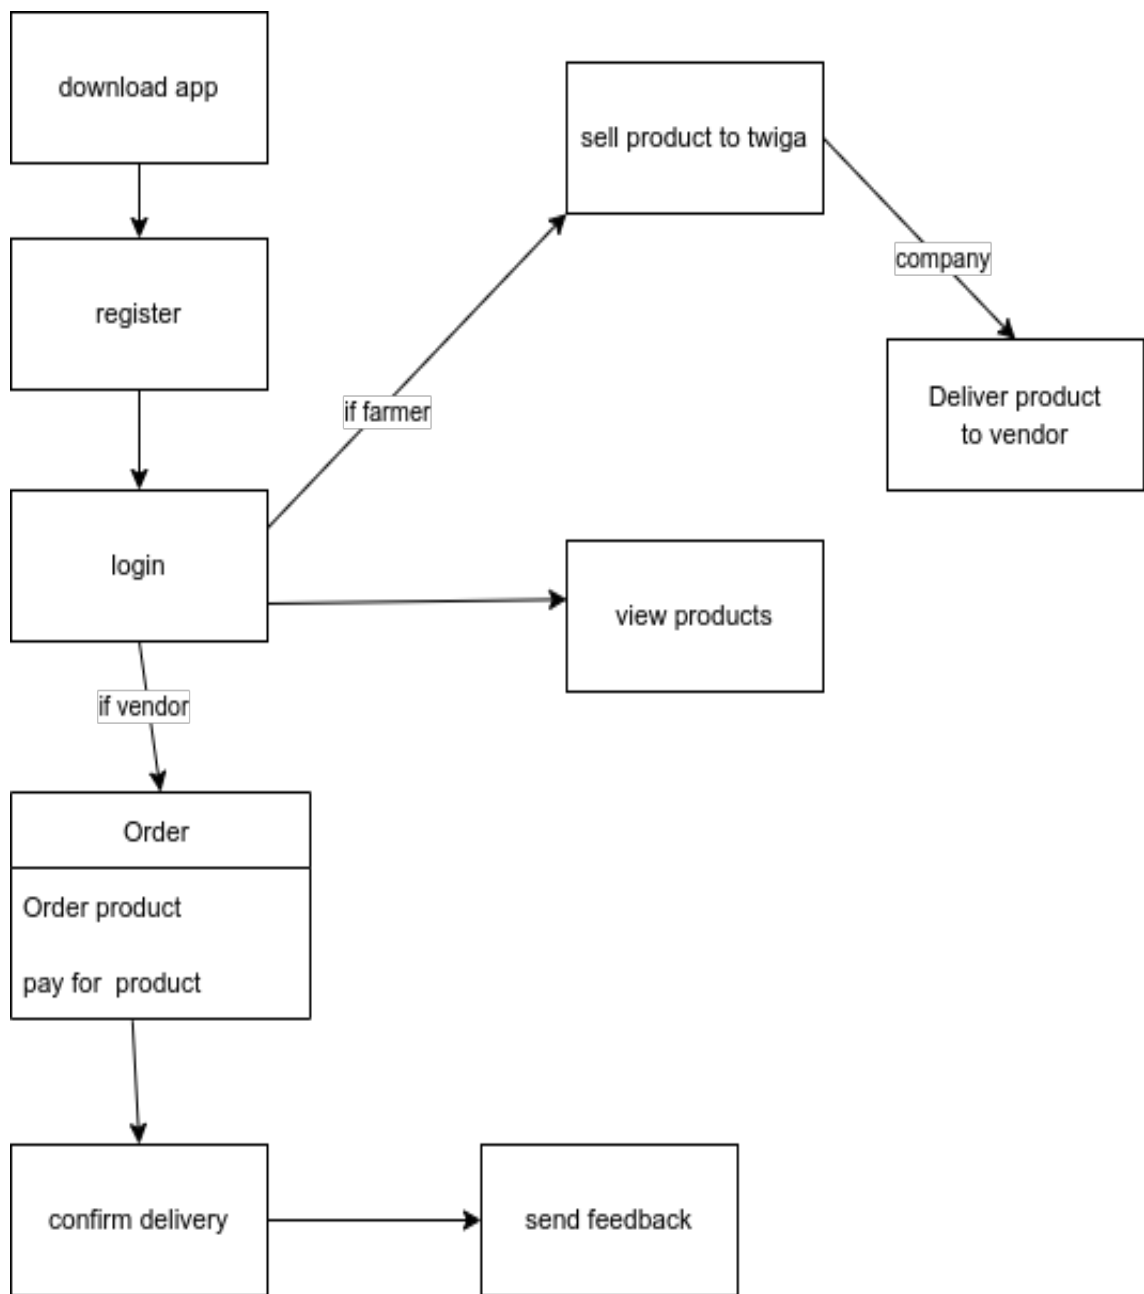 download app
sell product to twiga
company
register
Deliver product
to vendor
if farmer
login
view products
if vendor
Order
Order product
pay for  product
confirm delivery
send feedback